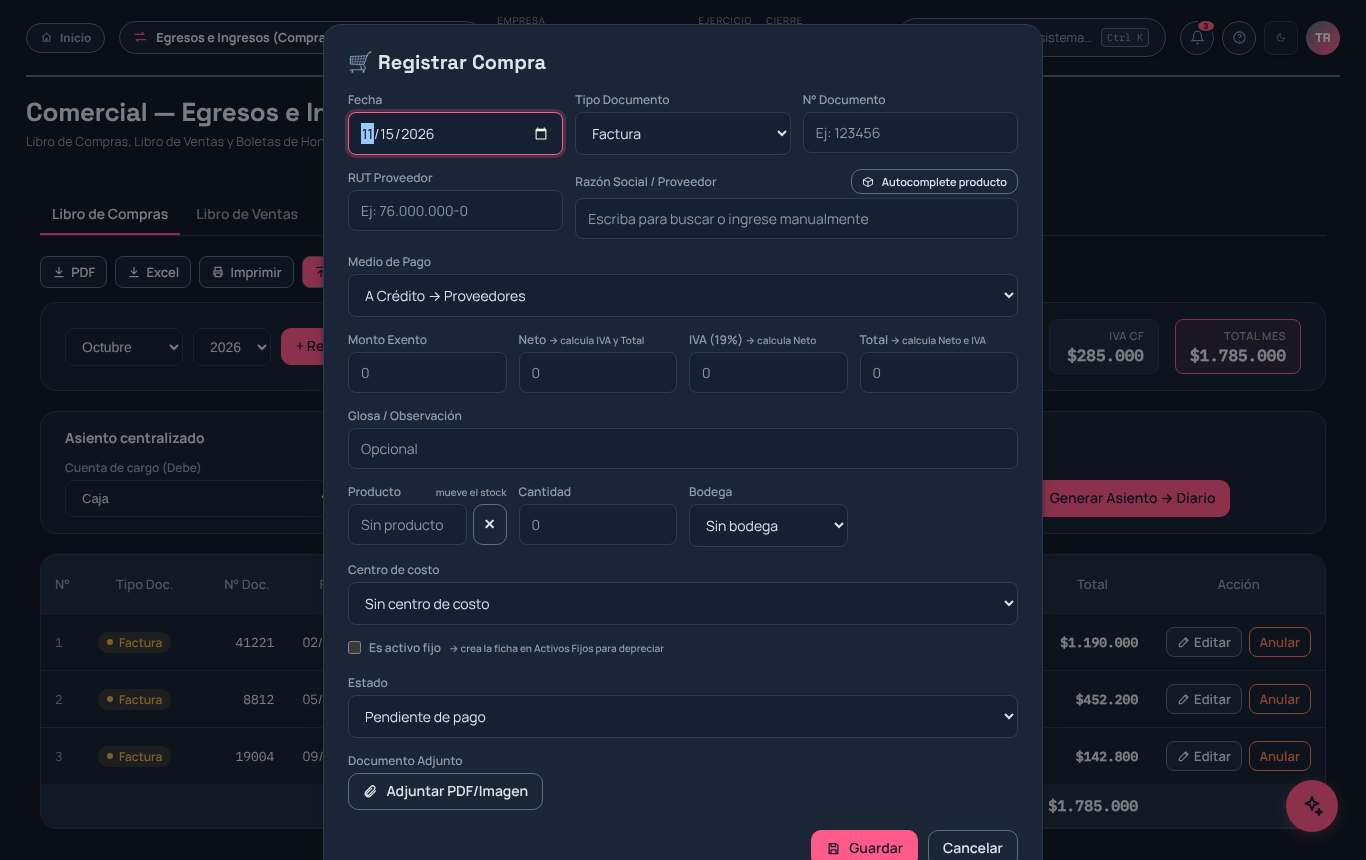 EMPRESA EJERCICIO CIERRE
Inicio Egresos e Ingresos (Compra sistema... Ctrl K 3 TR
Comercial — Egresos e In
Libro de Compras, Libro de Ventas y Boletas de Hon
Libro de Compras Libro de Ventas
PDF Excel Imprimir
Octubre 2026 + Re
IVA CF
$285.000
TOTAL MES
$1.785.000
Asiento centralizado
Cuenta de cargo (Debe)
Caja
Generar Asiento → Diario
N° Tipo Doc. N° Doc. Total Acción
1 Factura 41221 02/ $1.190.000 Editar Anular
2 Factura 8812 05/ $452.200 Editar Anular
3 Factura 19004 09/ $142.800 Editar Anular
$1.785.000
🛒 Registrar Compra
Fecha Tipo Documento N° Documento
11/15/2026 Factura Ej: 123456
RUT Proveedor Razón Social / Proveedor Autocomplete producto
Ej: 76.000.000-0 Escriba para buscar o ingrese manualmente
Medio de Pago
A Crédito → Proveedores
Monto Exento Neto → calcula IVA y Total IVA (19%) → calcula Neto Total → calcula Neto e IVA
0 0 0 0
Glosa / Observación
Opcional
Producto mueve el stock Cantidad Bodega
Sin producto ✕ 0 Sin bodega
Centro de costo
Sin centro de costo
Es activo fijo → crea la ficha en Activos Fijos para depreciar
Estado
Pendiente de pago
Documento Adjunto
Adjuntar PDF/Imagen
Guardar Cancelar